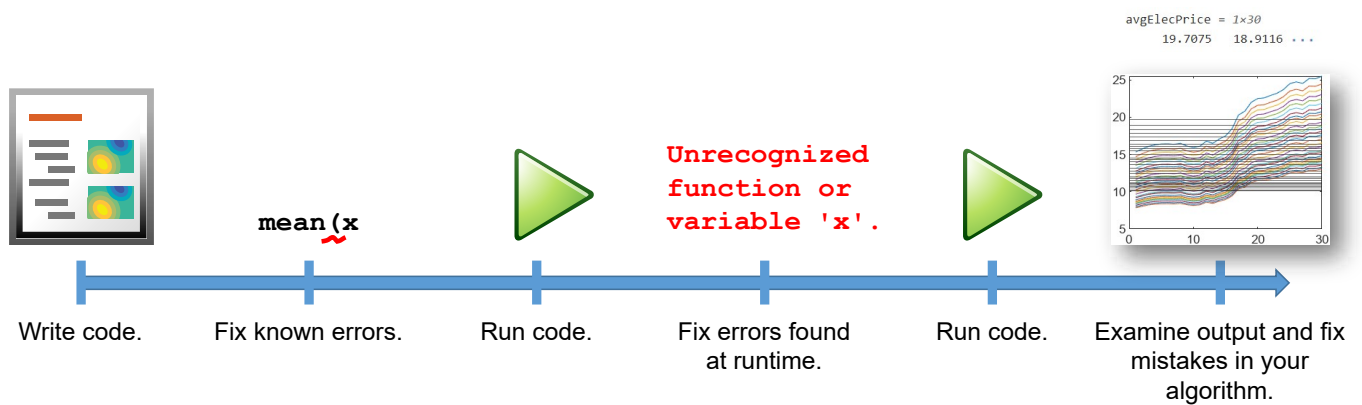 avgElecPrice = 1×30
19.7075 18.9116 ...
25
20
15
10
5
0 10 20 30
mean(x
Unrecognized
function or
variable 'x'.
Write code.
Fix known errors.
Run code.
Fix errors found
at runtime.
Run code.
Examine output and fix
mistakes in your
algorithm.